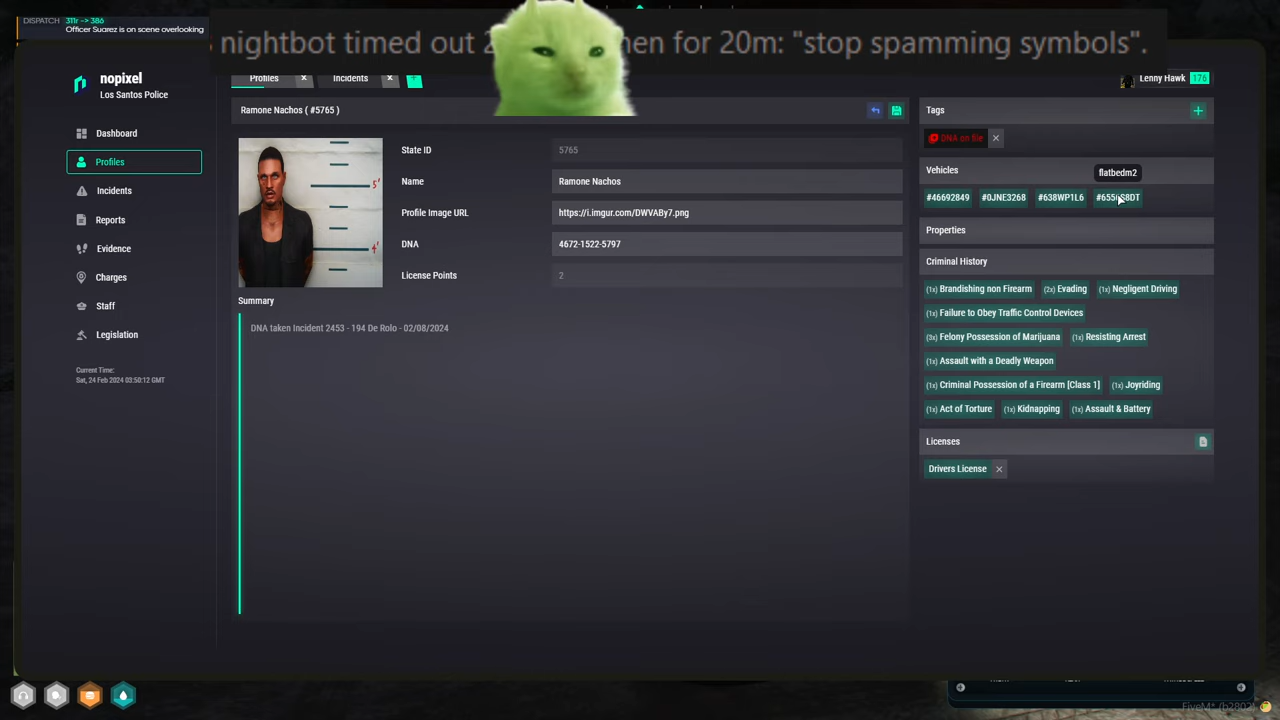 DISPATCH 311r -> 386
Officer Suarez is on scene overlooking
nightbot timed out
men for 20m: "stop spamming symbols".
nopixel
Los Santos Police
Dashboard
Profiles
Incidents
Reports
Evidence
Charges
Staff
Legislation
Current Time:
Sat, 24 Feb 2024 03:50:12 GMT
Profiles × Incidents × +
Lenny Hawk 176
Ramone Nachos ( #5765 )
State ID 5765
Name Ramone Nachos
Profile Image URL https://i.imgur.com/DWVABy7.png
DNA 4672-1522-5797
License Points 2
5'
4'
Summary
DNA taken Incident 2453 - 194 De Rolo - 02/08/2024
Tags
DNA on file ×
Vehicles
flatbedm2
#46692849 #0JNE3268 #638WP1L6
Properties
Criminal History
(1x) Brandishing non Firearm (2x) Evading (1x) Negligent Driving
(1x) Failure to Obey Traffic Control Devices
(3x) Felony Possession of Marijuana (1x) Resisting Arrest
(1x) Assault with a Deadly Weapon
(1x) Criminal Possession of a Firearm [Class 1] (1x) Joyriding
(1x) Act of Torture (1x) Kidnapping (1x) Assault & Battery
Licenses
Drivers License ×
FiveM* (b2802)